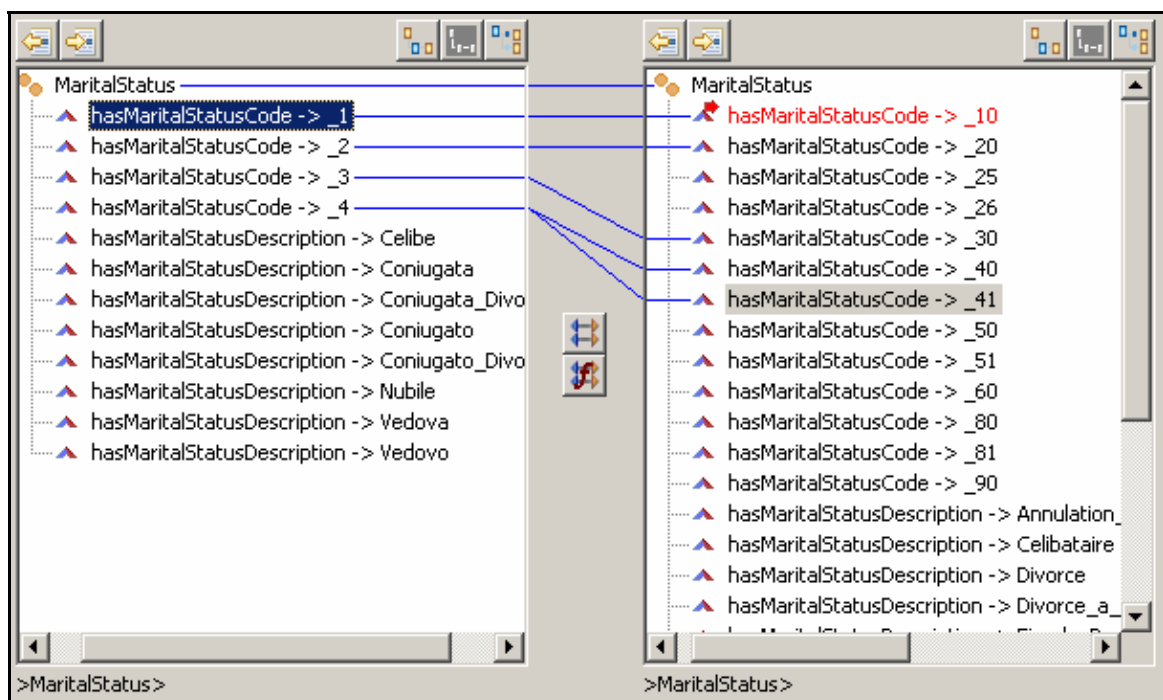 MaritalStatus
hasMaritalStatusCode -> _1
hasMaritalStatusCode -> _2
hasMaritalStatusCode -> _3
hasMaritalStatusCode -> _4
hasMaritalStatusDescription -> Celibe
hasMaritalStatusDescription -> Coniugata
hasMaritalStatusDescription -> Coniugata_Divo
hasMaritalStatusDescription -> Coniugato
hasMaritalStatusDescription -> Coniugato_Divo
hasMaritalStatusDescription -> Nubile
hasMaritalStatusDescription -> Vedova
hasMaritalStatusDescription -> Vedovo
>MaritalStatus>
MaritalStatus
hasMaritalStatusCode -> _10
hasMaritalStatusCode -> _20
hasMaritalStatusCode -> _25
hasMaritalStatusCode -> _26
hasMaritalStatusCode -> _30
hasMaritalStatusCode -> _40
hasMaritalStatusCode -> _41
hasMaritalStatusCode -> _50
hasMaritalStatusCode -> _51
hasMaritalStatusCode -> _60
hasMaritalStatusCode -> _80
hasMaritalStatusCode -> _81
hasMaritalStatusCode -> _90
hasMaritalStatusDescription -> Annulation_
hasMaritalStatusDescription -> Celibataire
hasMaritalStatusDescription -> Divorce
hasMaritalStatusDescription -> Divorce_a_
>MaritalStatus>